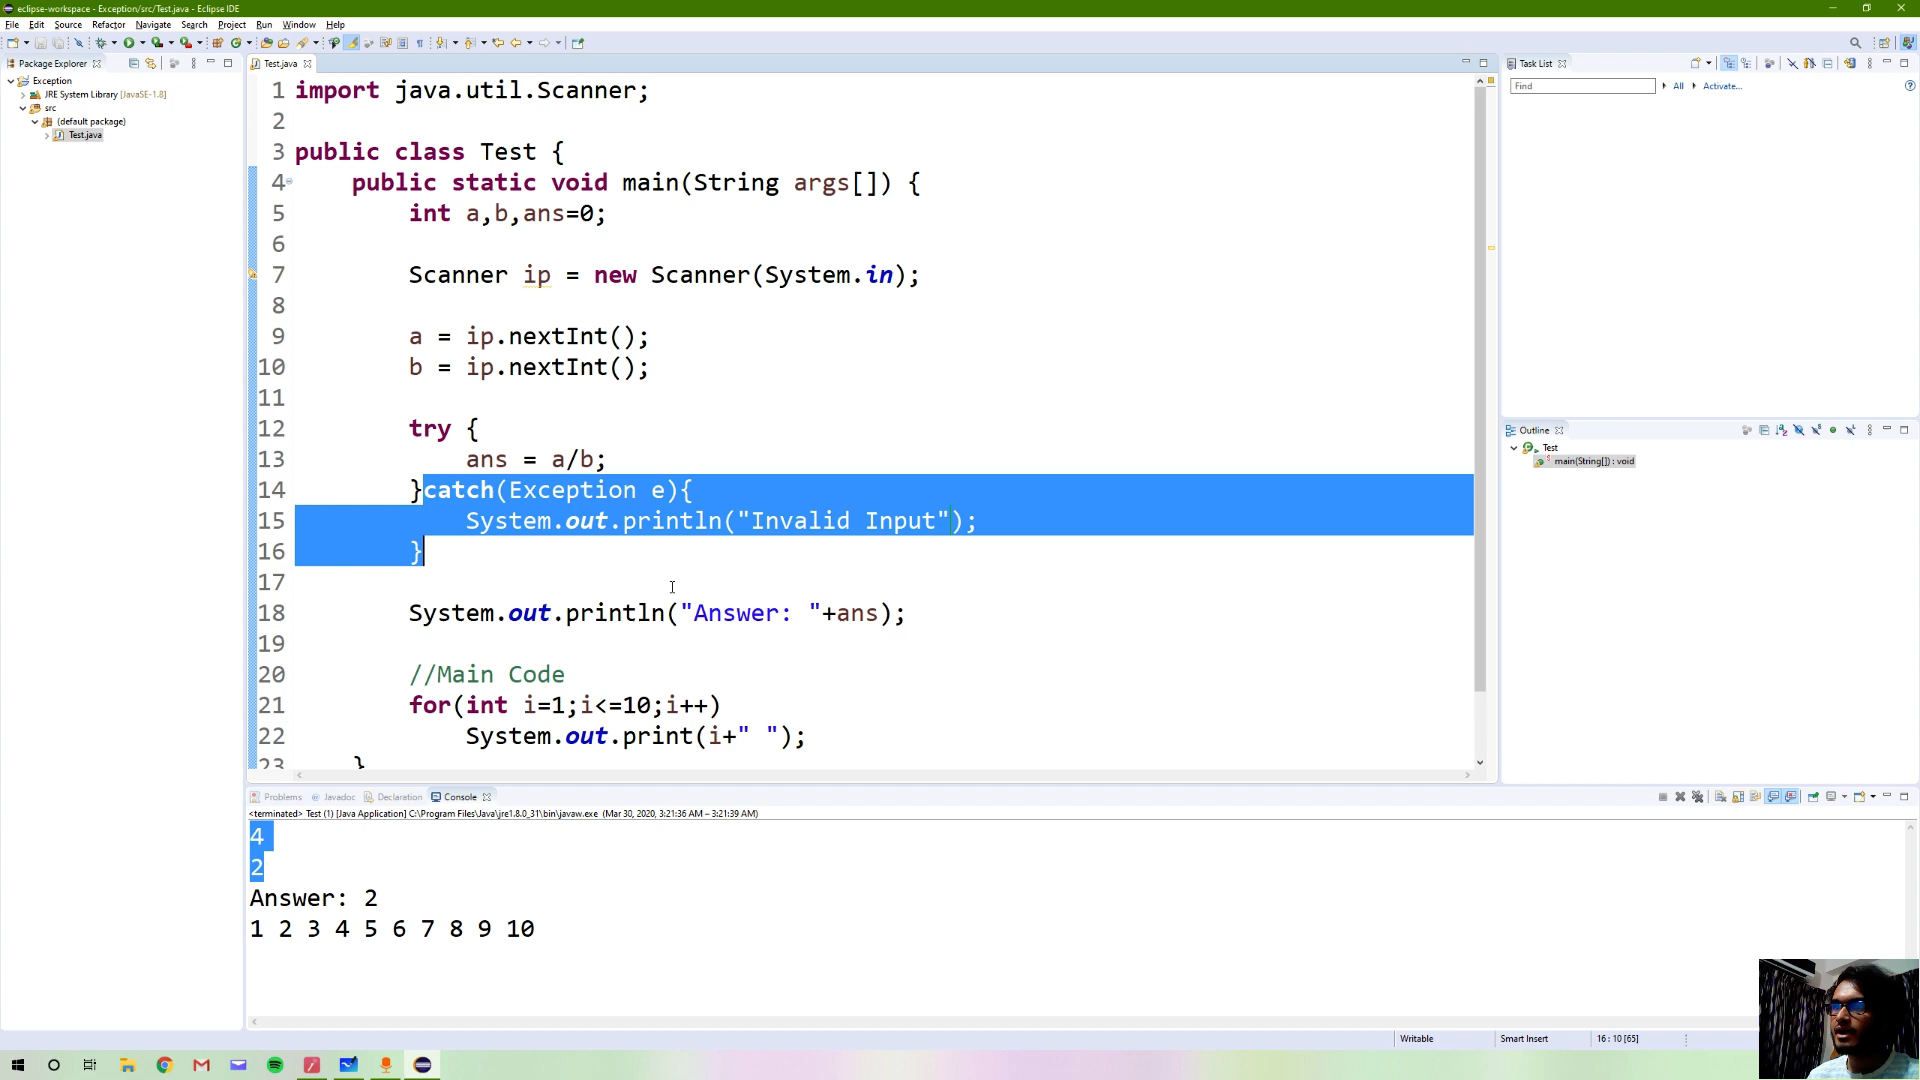 eclipse-workspace - Exception/src/Test.java - Eclipse IDE
File Edit Source Refactor Navigate Search Project Run Window Help
Package Explorer
Exception
JRE System Library [JavaSE-1.8]
src
(default package)
Test.java
Test.java
1 import java.util.Scanner;
2
3 public class Test {
4 public static void main(String args[]) {
5 int a,b,ans=0;
6
7 Scanner ip = new Scanner(System.in);
8
9 a = ip.nextInt();
10 b = ip.nextInt();
11
12 try {
13 ans = a/b;
14 }catch(Exception e){
15 System.out.println("Invalid Input");
16 }
17
18 System.out.println("Answer: "+ans);
19
20 //Main Code
21 for(int i=1;i<=10;i++)
22 System.out.print(i+" ");
23 }
Task List
Find
All
Activate...
Outline
Test
main(String[]) : void
Problems Javadoc Declaration Console
<terminated> Test (1) [Java Application] C:\Program Files\Java\jre1.8.0_31\bin\javaw.exe (Mar 30, 2020, 3:21:36 AM – 3:21:39 AM)
4
2
Answer: 2
1 2 3 4 5 6 7 8 9 10
Writable
Smart Insert
16 : 10 [65]